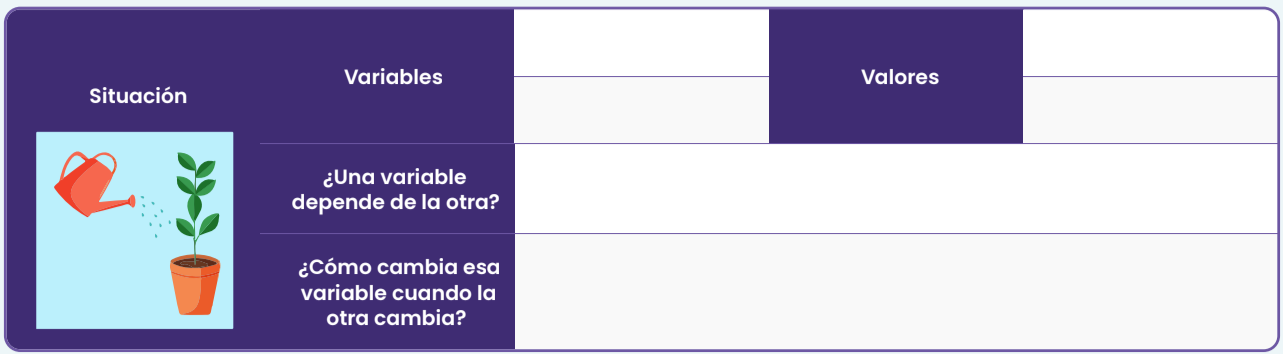 Situación
Variables
Valores
¿Una variable
depende de la otra?
¿Cómo cambia esa
variable cuando la
otra cambia?